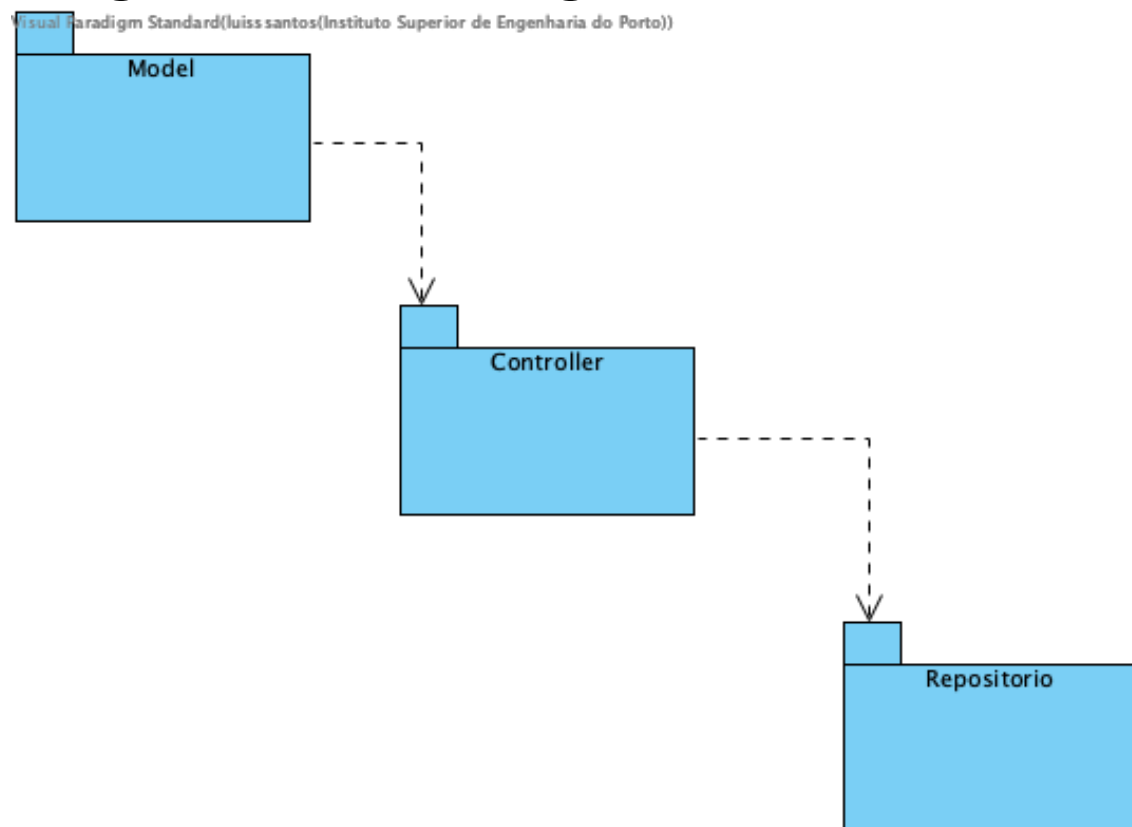 Visual Paradigm Standard(luiss santos(Instituto Superior de Engenharia do Porto))
Model
Controller
Repositorio